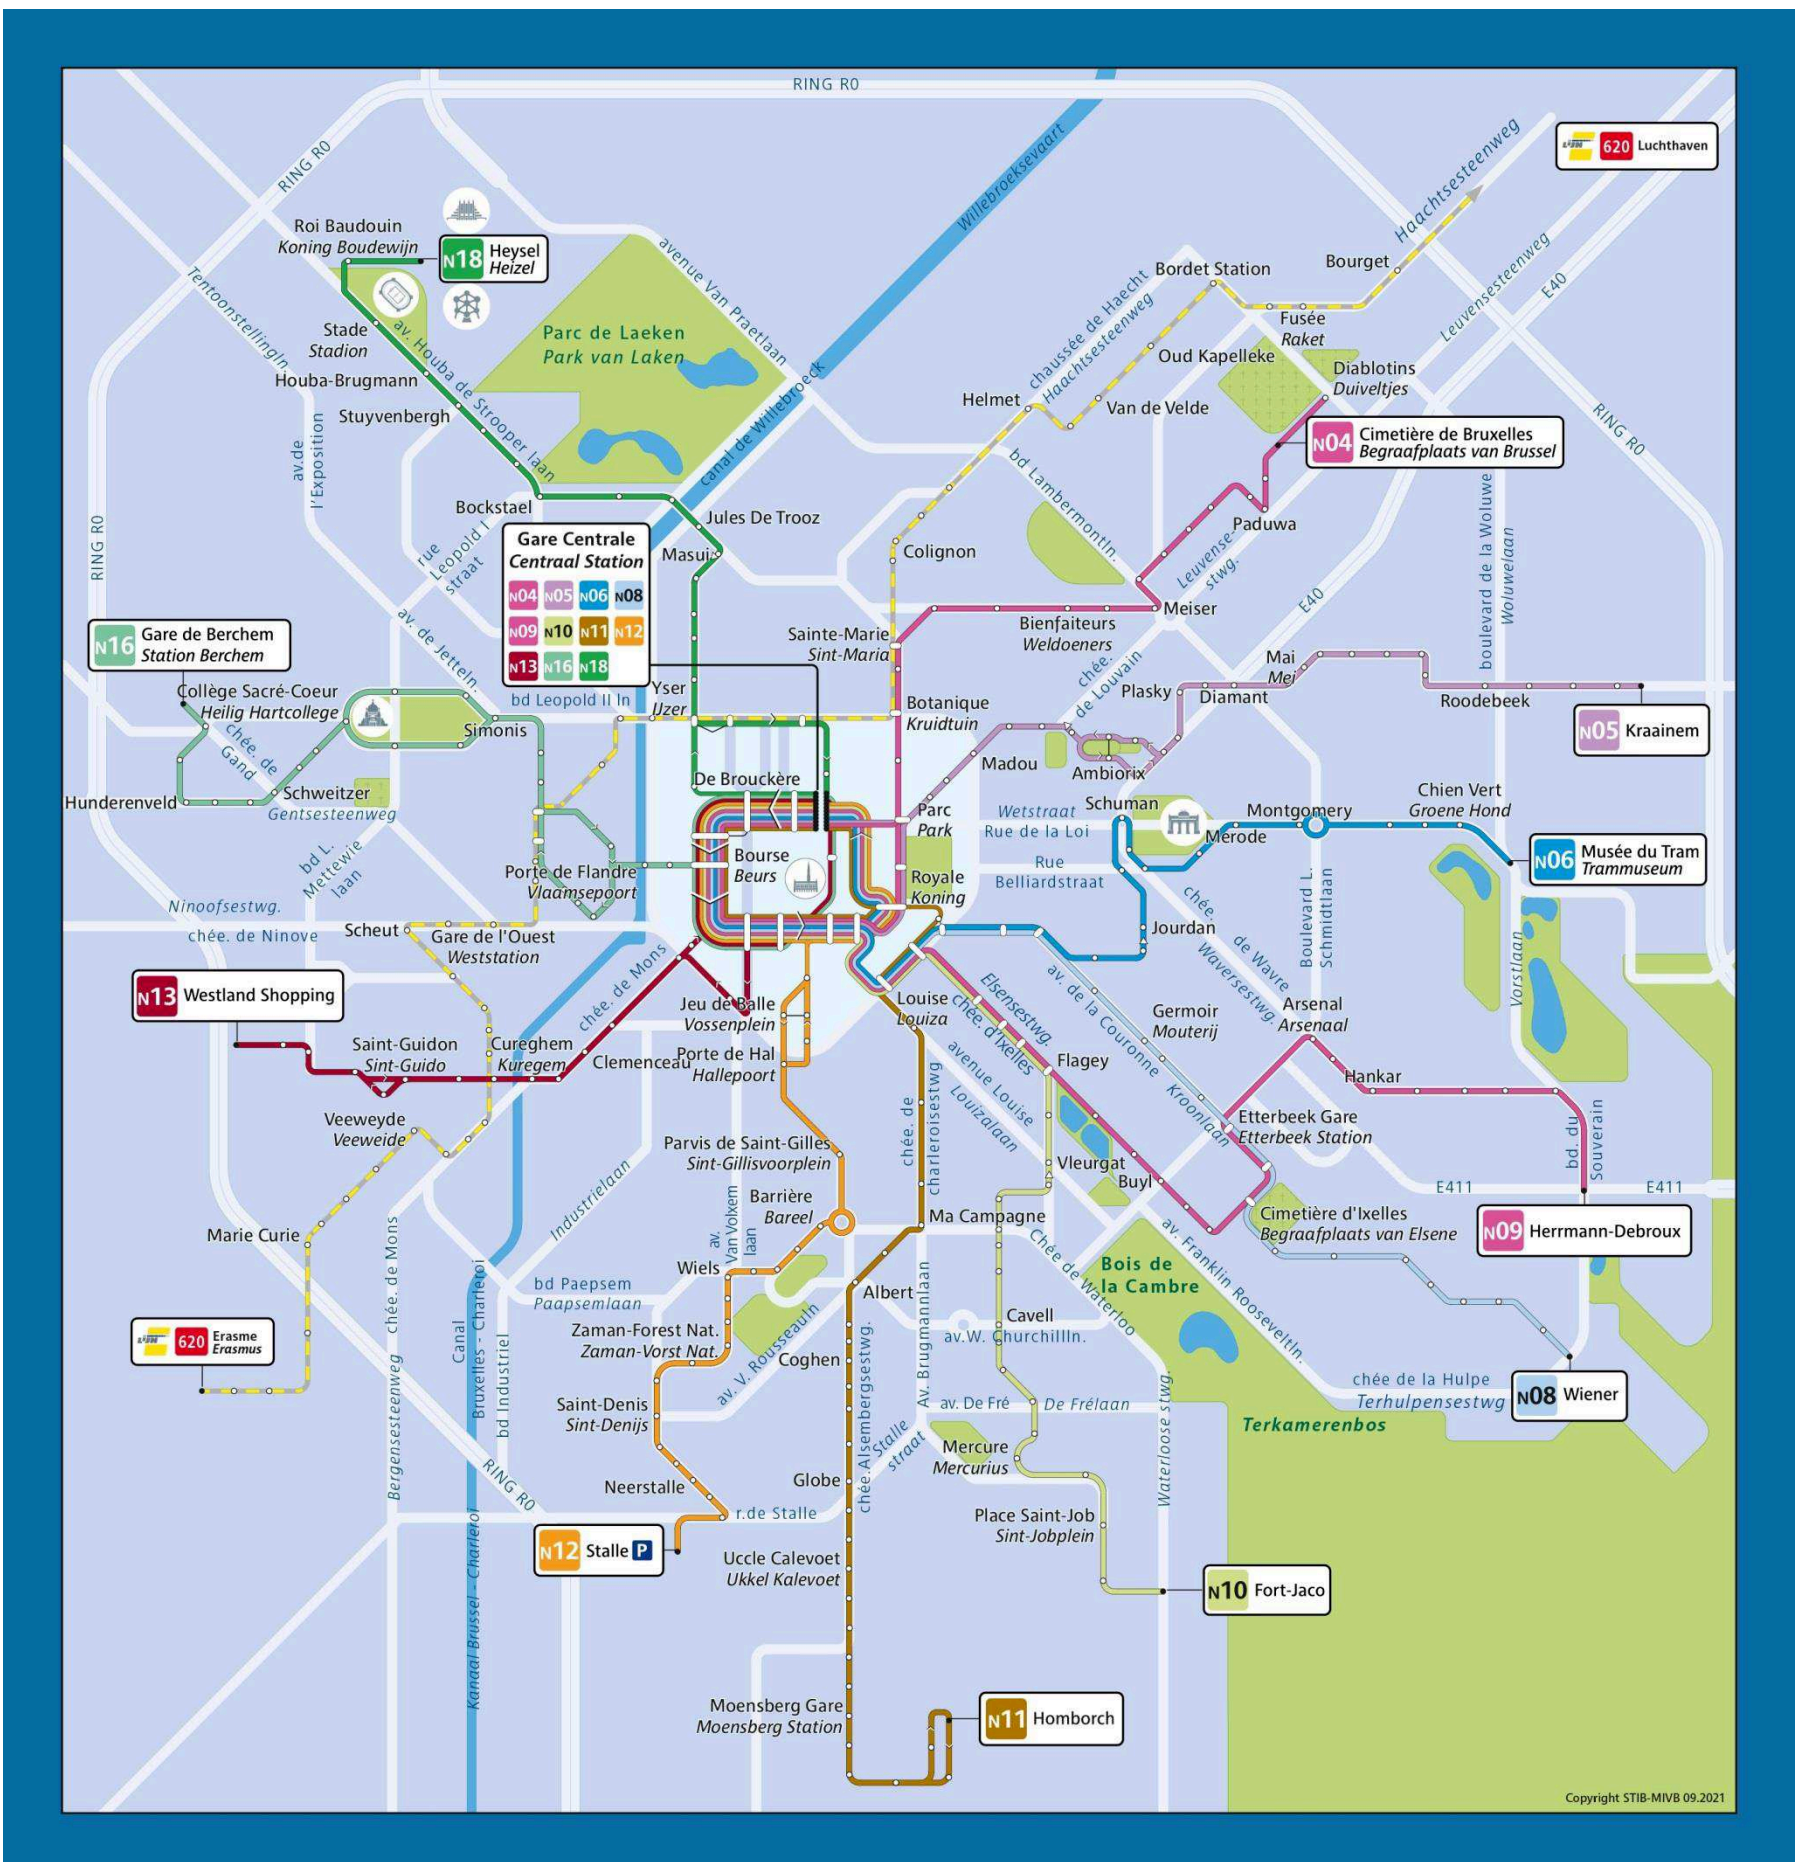 RING R0
620 Luchthaven
Haachtsesteenweg
Willebroeksevaart
RING R0
Roi Baudouin
Koning Boudewijn
N18 Heysel
Heizel
avenue Van Praetlaan
Tentoonstellingln.
Bordet Station
Bourget
Leuvensesteenweg
E40
chaussée de Haecht
Haachtsesteenweg
Fusée
Raket
Stade
Stadion
av. Houba de Strooper laan
Parc de Laeken
Park van Laken
Oud Kapelleke
Diablotins
Duiveltjes
Houba-Brugmann
Stuyvenbergh
Helmet
Van de Velde
RING R0
canal de Willebroeck
N04 Cimetière de Bruxelles
Begraafplaats van Brussel
av.de
l'Exposition
bd Lambermontln.
Bockstael
Jules De Trooz
Paduwa
RING R0
rue
Leopold I
straat
Gare Centrale
Centraal Station
N04 N05 N06 N08
N09 N10 N11 N12
N13 N16 N18
Masui
Colignon
Leuvense-
stwg.
boulevard de la Woluwe
Woluwelaan
E40
Meiser
av. de Jetteln.
N16 Gare de Berchem
Station Berchem
Sainte-Marie
Sint-Maria
Bienfaiteurs
Weldoeners
chée.
de Louvain
Mai
Mei
Collège Sacré-Coeur
Heilig Hartcollege
bd Leopold II ln
Yser
IJzer
Botanique
Kruidtuin
Plasky
Diamant
Roodebeek
N05 Kraainem
Simonis
chée. de
Gand
Madou
Ambiorix
De Brouckère
Hunderenveld
Schweitzer
Gentsesteenweg
Parc
Park
Wetstraat
Rue de la Loi
Schuman
Merode
Montgomery
Chien Vert
Groene Hond
N06 Musée du Tram
Trammuseum
bd L.
Mettewie
laan
Bourse
Beurs
Porte de Flandre
Vlaamsepoort
Royale
Koning
Rue
Belliardstraat
Ninoofsestwg.
chée. de Ninove
Scheut
Gare de l'Ouest
Weststation
Jourdan
chée.
de Wavre
Waversestwg.
Boulevard L.
Schmidtlaan
Vorstlaan
N13 Westland Shopping
chée. de Mons
Jeu de Balle
Vossenplein
Louise
Louiza
Elsensestwg.
chée. d'Ixelles
av. de la Couronne
Kroonlaan
Germoir
Mouterij
Arsenal
Arsenaal
Saint-Guidon
Sint-Guido
Cureghem
Kuregem
Clemenceau
Porte de Hal
Hallepoort
Flagey
Hankar
avenue Louise
Louizalaan
chée. de
charleroisestwg
Veeweyde
Veeweide
Parvis de Saint-Gilles
Sint-Gillisvoorplein
Etterbeek Gare
Etterbeek Station
bd. du
Souverain
Vleurgat
Buyl
E411
E411
Industrielaan
av.
Van Volxem
laan
Barrière
Bareel
Ma Campagne
Cimetière d'Ixelles
Begraafplaats van Elsene
N09 Herrmann-Debroux
Marie Curie
chée. de Mons
Bergensesteenweg
Wiels
bd Paepsem
Paapsemlaan
Albert
Chée de Waterloo
Bois de
la Cambre
av. Franklin Rooseveltln.
620 Erasme
Erasmus
Canal
Bruxelles - Charleroi
bd Industriel
Zaman-Forest Nat.
Zaman-Vorst Nat.
av. V. Rousseauln
Coghen
Cavell
av.W. Churchillln.
chée.Alsembergsestwg.
Av. Brugmannlaan
Saint-Denis
Sint-Denijs
av. De Fré
De Frélaan
chée de la Hulpe
Terhulpensestwg
N08 Wiener
Terkamerenbos
Stalle
straat
Mercure
Mercurius
Waterloose stwg.
RING R0
Neerstalle
Globe
r.de Stalle
Place Saint-Job
Sint-Jobplein
N12 Stalle P
Kanaal Brussel - Charleroi
Uccle Calevoet
Ukkel Kalevoet
N10 Fort-Jaco
Moensberg Gare
Moensberg Station
N11 Homborch
Copyright STIB-MIVB 09.2021